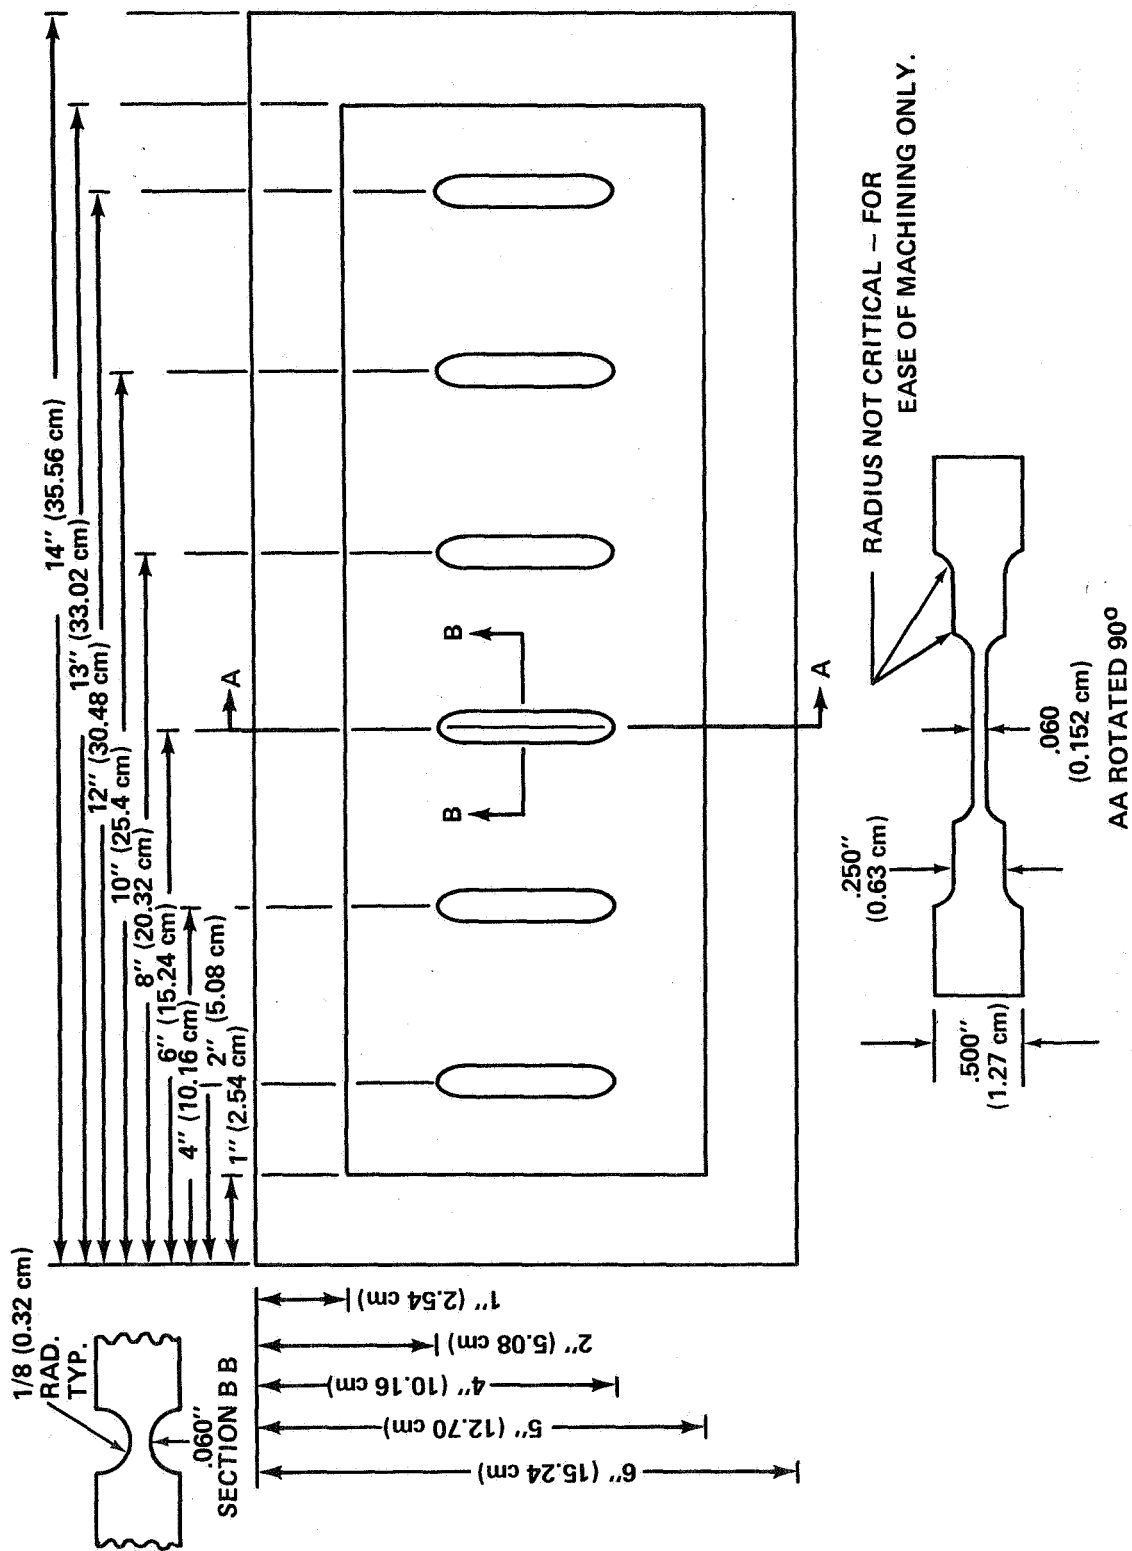 14″ (35.56 cm)
13″ (33.02 cm)
12″ (30.48 cm)
10″ (25.4 cm)
8″ (20.32 cm)
6″ (15.24 cm)
4″ (10.16 cm)
2″ (5.08 cm)
1″ (2.54 cm)
1/8 (0.32 cm)
RAD.
TYP.
.060″
SECTION B B
1″ (2.54 cm)
2″ (5.08 cm)
4″ (10.16 cm)
5″ (12.70 cm)
6″ (15.24 cm)
A
A
B
B
RADIUS NOT CRITICAL – FOR
EASE OF MACHINING ONLY.
.500″
(1.27 cm)
.250″
(0.63 cm)
.060
(0.152 cm)
AA ROTATED 90°